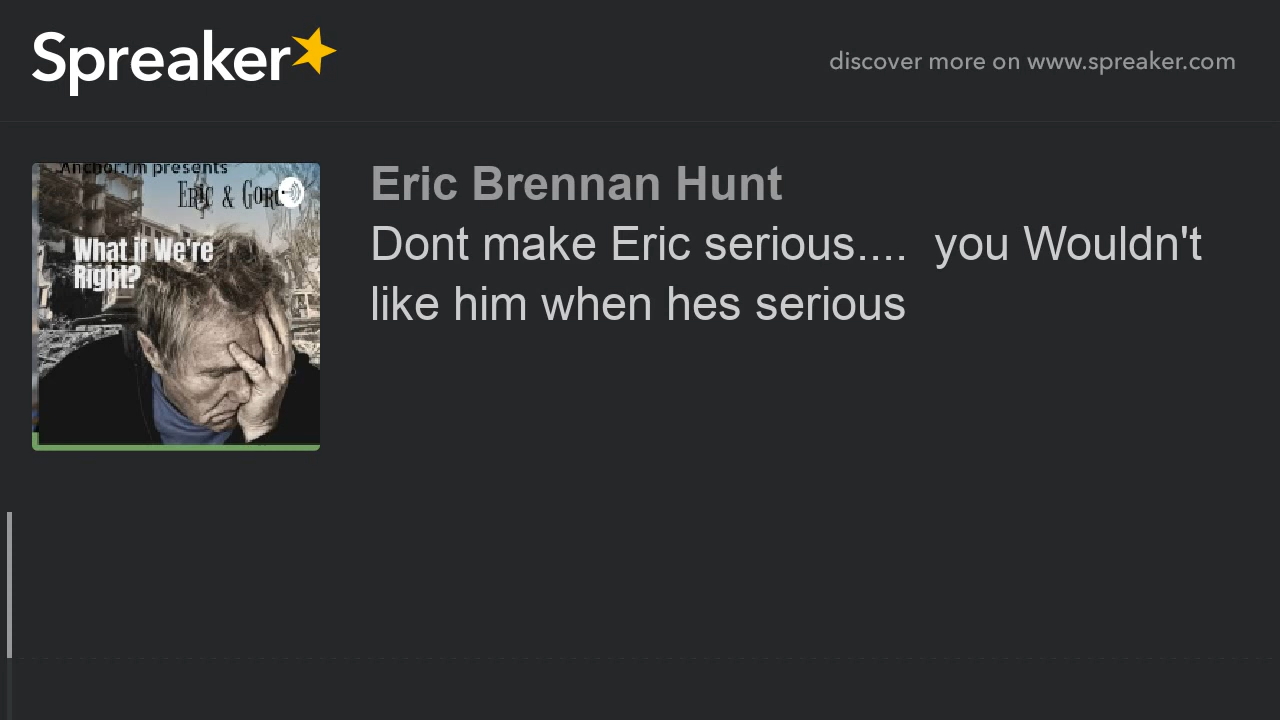 Spreaker
discover more on www.spreaker.com
Anchor.fm presents
Eric &
What if We're
Right?
Eric Brennan Hunt
Dont make Eric serious.... you Wouldn't
like him when hes serious